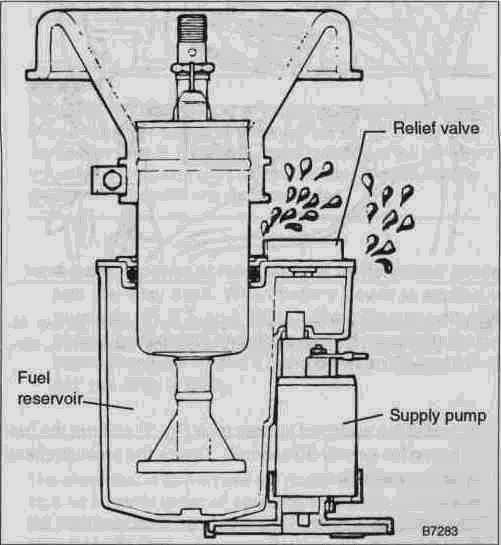 Relief valve
Fuel
reservoir
Supply pump
B7283